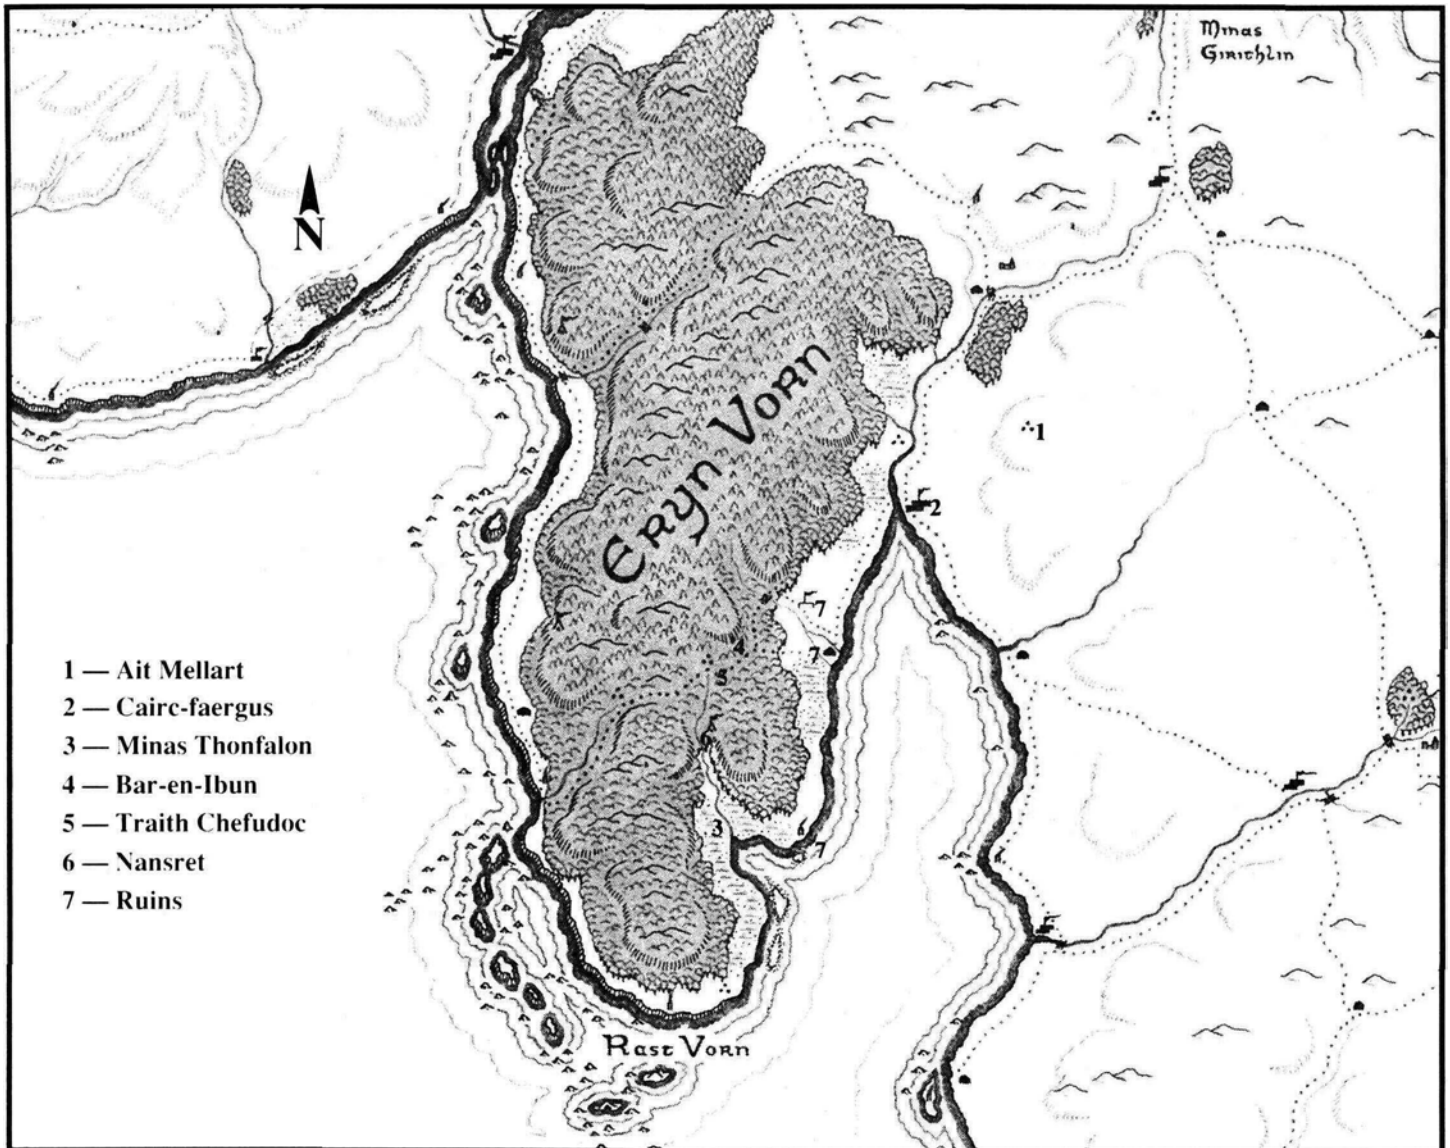 Minas
Girithlin
N
Eryn Vorn
1
2
7
4
7
5
6
3
7
Rast Vorn
1 — Ait Mellart
2 — Cairc-faergus
3 — Minas Thonfalon
4 — Bar-en-Ibun
5 — Traith Chefudoc
6 — Nansret
7 — Ruins